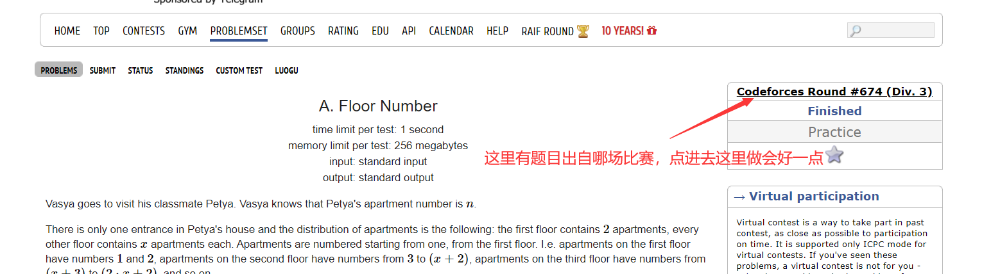 Sponsored by Telegram
HOME TOP CONTESTS GYM PROBLEMSET GROUPS RATING EDU API CALENDAR HELP RAIF ROUND 10 YEARS!
PROBLEMS SUBMIT STATUS STANDINGS CUSTOM TEST LUOGU
A. Floor Number
time limit per test: 1 second
memory limit per test: 256 megabytes
input: standard input
output: standard output
Vasya goes to visit his classmate Petya. Vasya knows that Petya's apartment number is n.
There is only one entrance in Petya's house and the distribution of apartments is the following: the first floor contains 2 apartments, every
other floor contains x apartments each. Apartments are numbered starting from one, from the first floor. I.e. apartments on the first floor
have numbers 1 and 2, apartments on the second floor have numbers from 3 to (x + 2), apartments on the third floor have numbers from
(x + 3) to (2 · x + 2), and so on.
Codeforces Round #674 (Div. 3)
Finished
Practice
这里有题目出自哪场比赛，点进去这里做会好一点
→ Virtual participation
Virtual contest is a way to take part in past
contest, as close as possible to participation
on time. It is supported only ICPC mode for
virtual contests. If you've seen these
problems, a virtual contest is not for you -